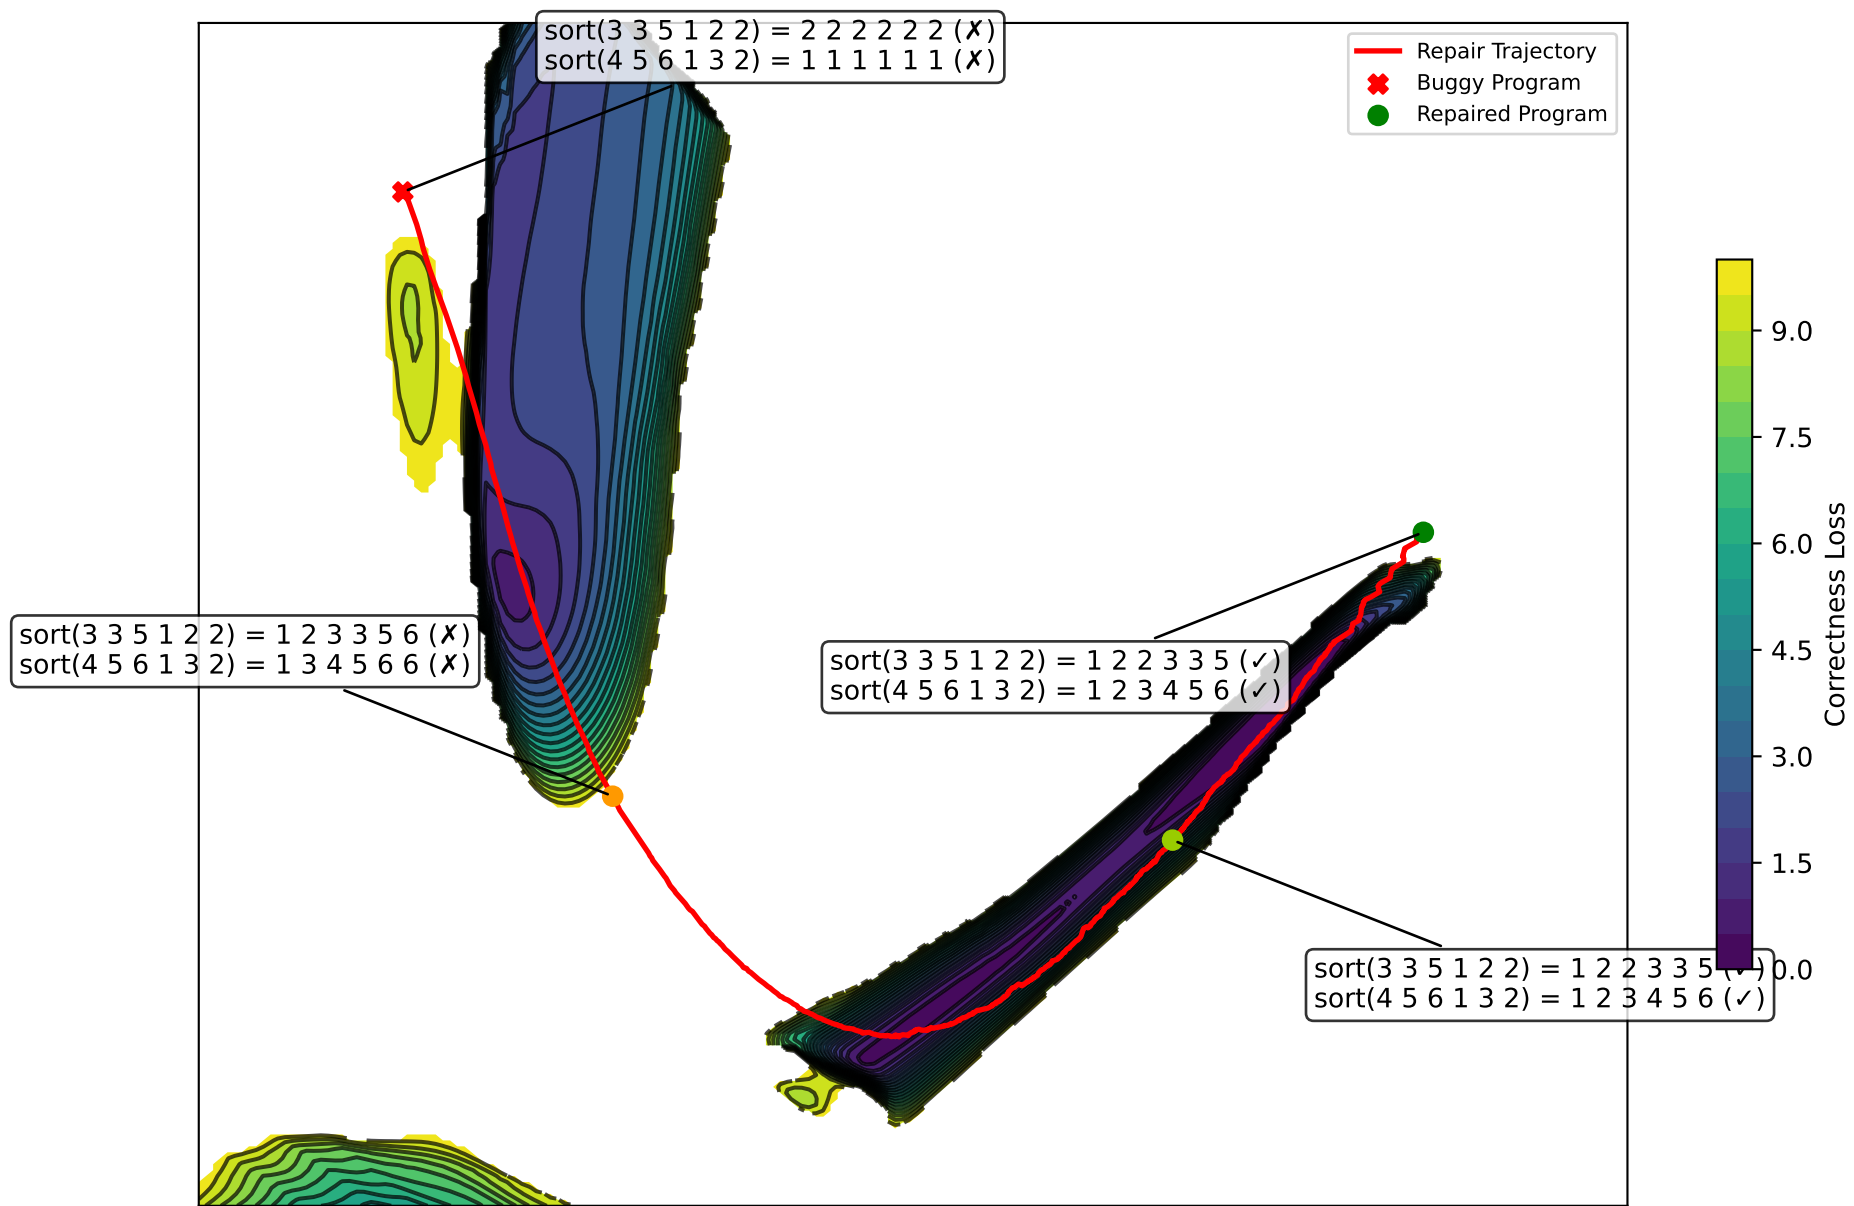 sort(3 3 5 1 2 2) = 2 2 2 2 2 2 (✗)
sort(4 5 6 1 3 2) = 1 1 1 1 1 1 (✗)
Repair Trajectory
Buggy Program
Repaired Program
sort(3 3 5 1 2 2) = 1 2 3 3 5 6 (✗)
sort(4 5 6 1 3 2) = 1 3 4 5 6 6 (✗)
sort(3 3 5 1 2 2) = 1 2 2 3 3 5 (✓)
sort(4 5 6 1 3 2) = 1 2 3 4 5 6 (✓)
sort(3 3 5 1 2 2) = 1 2 2 3 3 5 (✓)
sort(4 5 6 1 3 2) = 1 2 3 4 5 6 (✓)
9.0
7.5
6.0
4.5
3.0
1.5
0.0
Correctness Loss